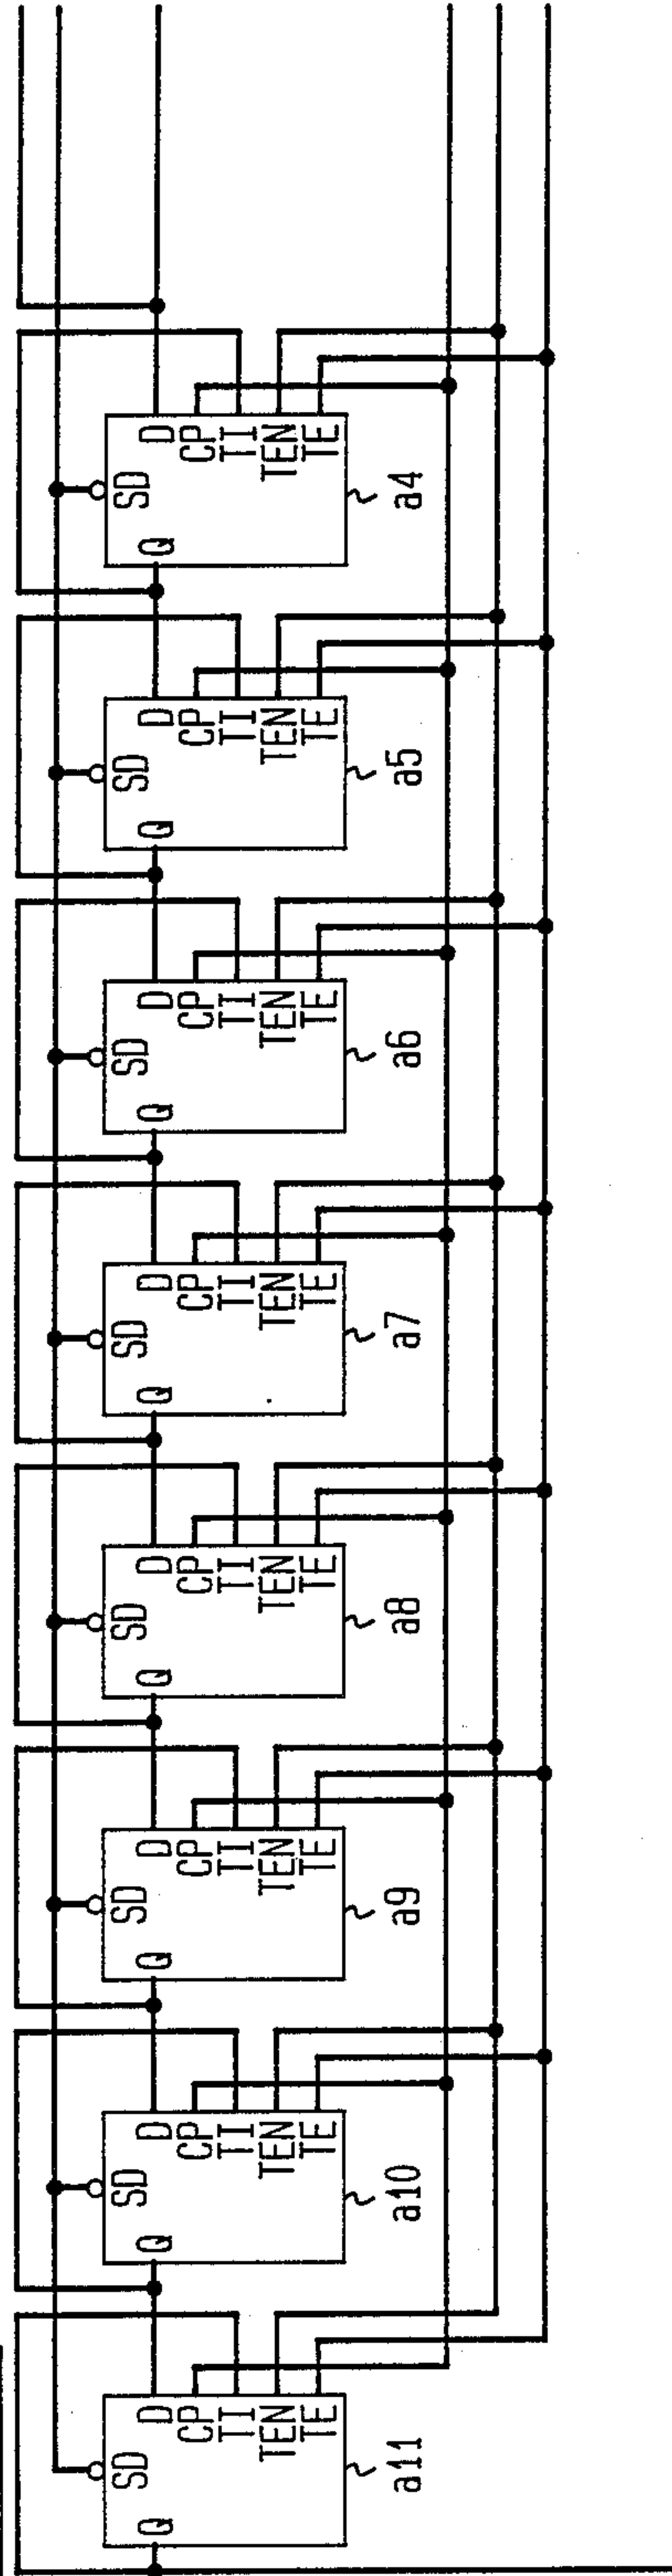 D
CP
TI
TEN
TE
SD
Q
a4
D
CP
TI
TEN
TE
SD
Q
a5
D
CP
TI
TEN
TE
SD
Q
a6
D
CP
TI
TEN
TE
SD
Q
a7
D
CP
TI
TEN
TE
SD
Q
a8
D
CP
TI
TEN
TE
SD
Q
a9
D
CP
TI
TEN
TE
SD
Q
a10
D
CP
TI
TEN
TE
SD
Q
a11